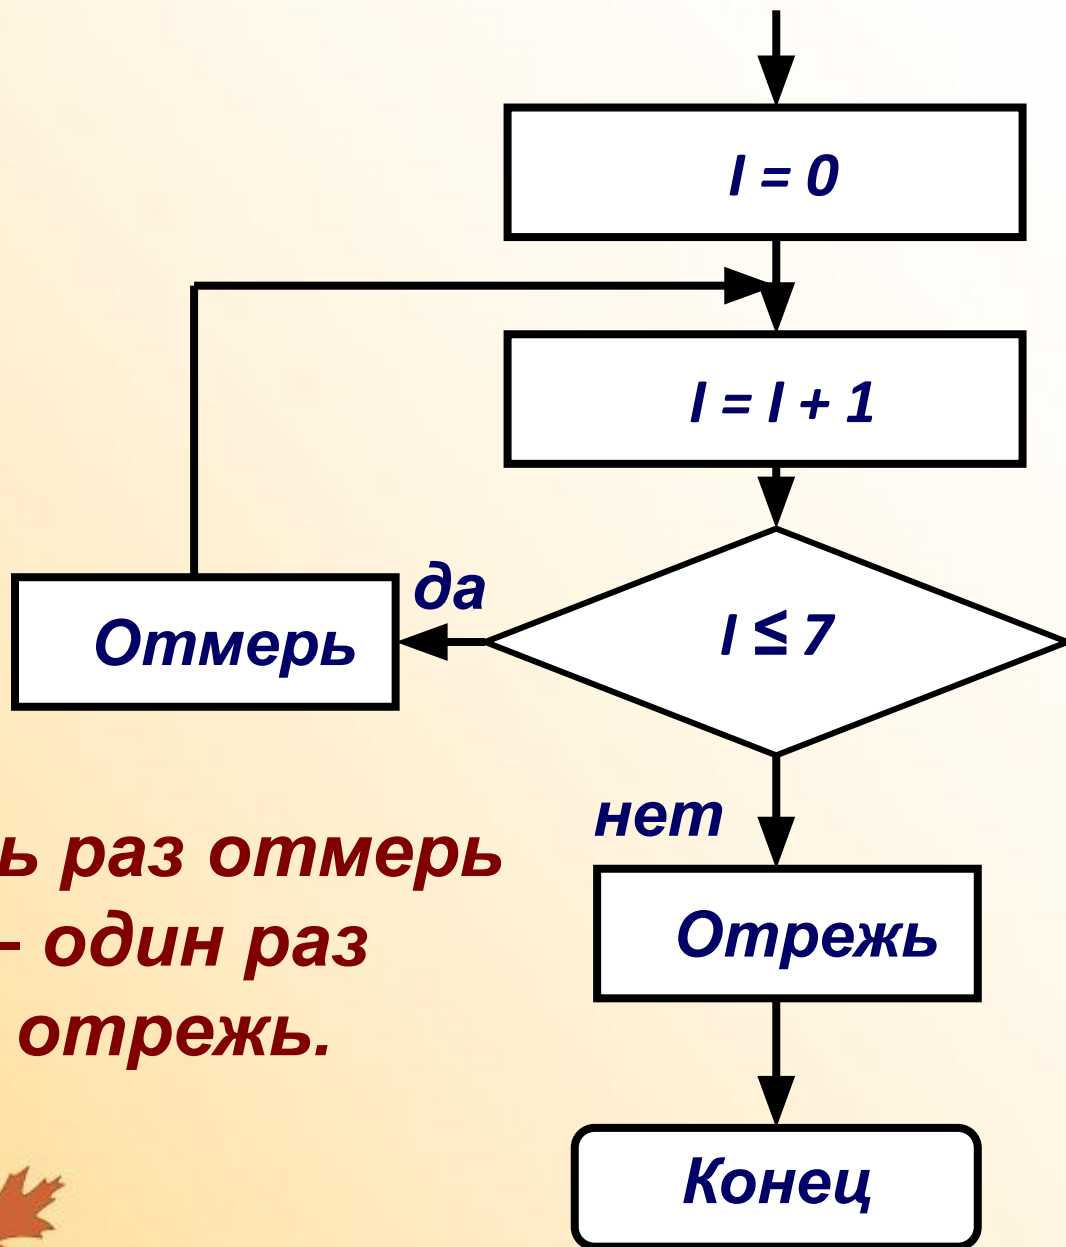 I = 0
I = I + 1
да
I ≤ 7
Отмерь
нет
раз отмерь
– один раз
отрежь.
Отрежь
Конец